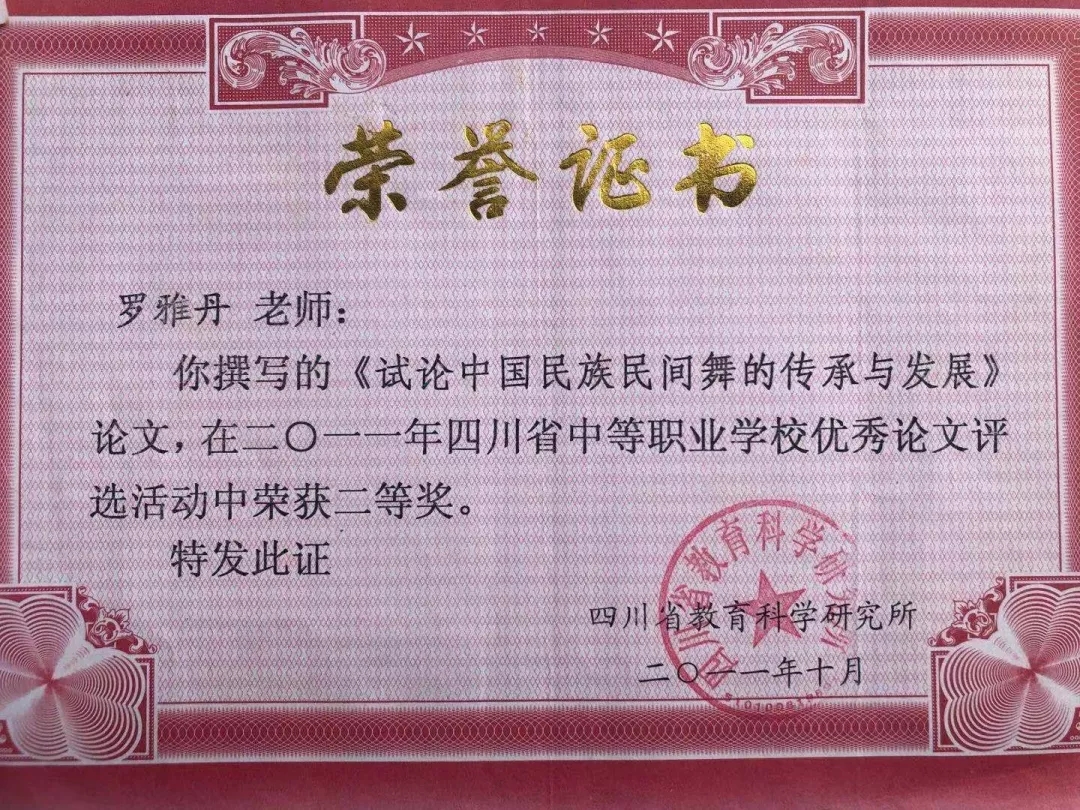 荣誉证书
罗雅丹 老师：
你撰写的《试论中国民族民间舞的传承与发展》
论文，在二〇一一年四川省中等职业学校优秀论文评
选活动中荣获二等奖。
特发此证
四川省教育科学研究所
四川省教育科学研究所
二〇一一年十月